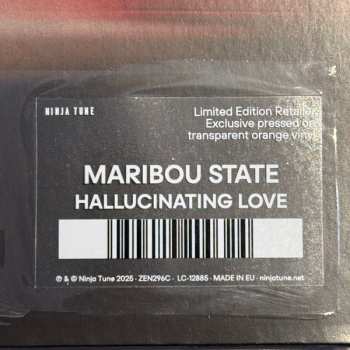 NINJA TUNE
Limited Edition Retailer
Exclusive pressed on
transparent orange vinyl
MARIBOU STATE
HALLUCINATING LOVE
℗ & © Ninja Tune 2025 · ZEN296C · LC-12885 · MADE IN EU · ninjatune.net